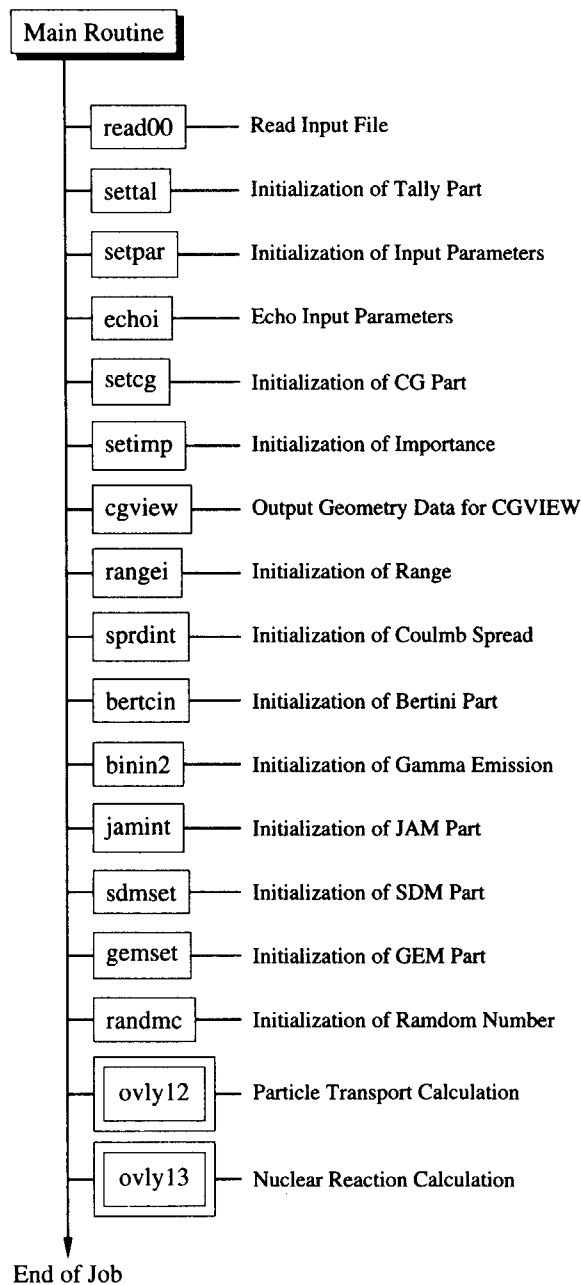 Main Routine
read00 Read Input File
settal Initialization of Tally Part
setpar Initialization of Input Parameters
echoi Echo Input Parameters
setcg Initialization of CG Part
setimp Initialization of Importance
cgview Output Geometry Data for CGVIEW
rangei Initialization of Range
sprdint Initialization of Coulmb Spread
bertcin Initialization of Bertini Part
binin2 Initialization of Gamma Emission
jamint Initialization of JAM Part
sdmset Initialization of SDM Part
gemset Initialization of GEM Part
randmc Initialization of Ramdom Number
ovly12 Particle Transport Calculation
ovly13 Nuclear Reaction Calculation
End of Job